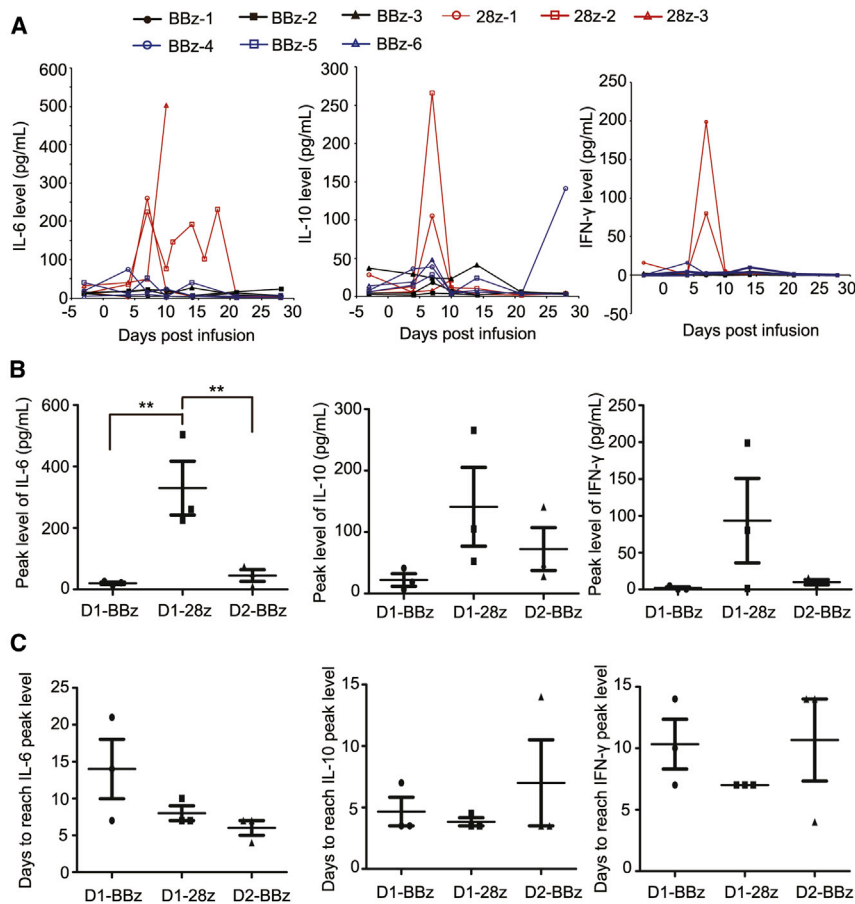 A
BBz-1 BBz-2 BBz-3 28z-1 28z-2 28z-3
BBz-4 BBz-5 BBz-6
IL-6 level (pg/mL)
600
500
400
300
200
100
0
-5 0 5 10 15 20 25 30
Days post infusion
IL-10 level (pg/mL)
300
250
200
150
100
50
0
-5 0 5 10 15 20 25 30
Days post infusion
IFN-γ level (pg/mL)
250
200
150
100
50
0
-50
0 5 10 15 20 25 30
Days post infusion
B
Peak level of IL-6 (pg/mL)
600
400
200
0
** **
D1-BBz D1-28z D2-BBz
Peak level of IL-10 (pg/mL)
300
200
100
0
D1-BBz D1-28z D2-BBz
Peak level of IFN-γ (pg/mL)
250
200
150
100
50
0
D1-BBz D1-28z D2-BBz
C
Days to reach IL-6 peak level
25
20
15
10
5
0
D1-BBz D1-28z D2-BBz
Days to reach IL-10 peak level
15
10
5
0
D1-BBz D1-28z D2-BBz
Days to reach IFN-γ peak level
15
10
5
0
D1-BBz D1-28z D2-BBz